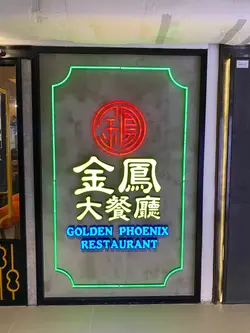 金鳳
大餐廳
GOLDEN PHOENIX
RESTAURANT